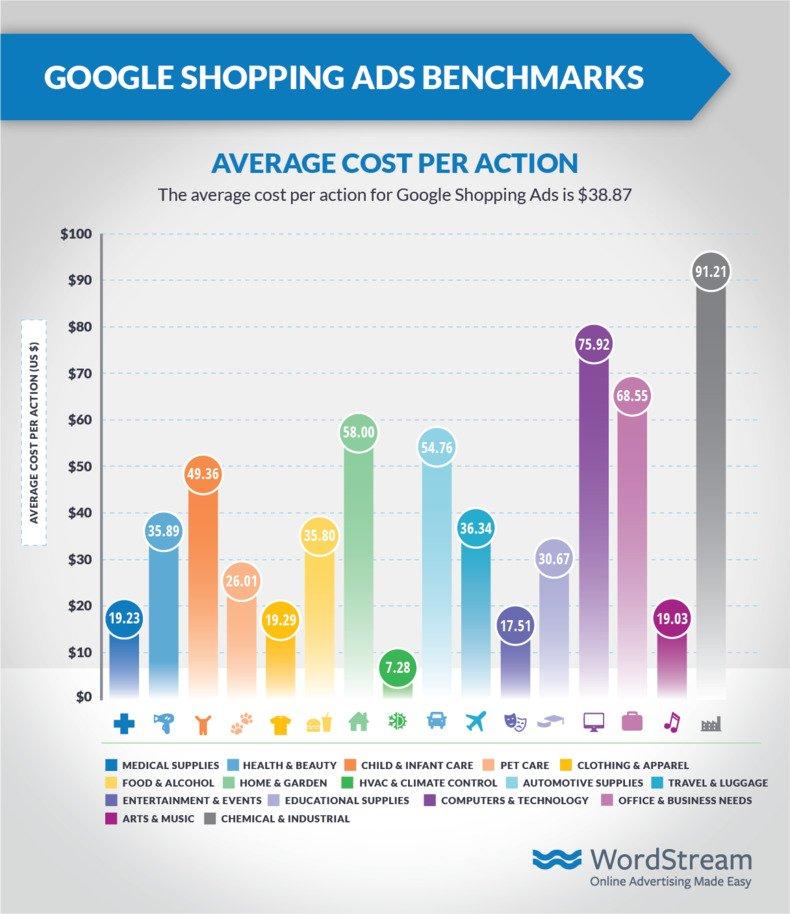 GOOGLE SHOPPING ADS BENCHMARKS
AVERAGE COST PER ACTION
The average cost per action for Google Shopping Ads is $38.87
AVERAGE COST PER ACTION (US $)
$100
$90
$80
$70
$60
$50
$40
$30
$20
$10
$0
19.23
35.89
49.36
26.01
19.29
35.80
58.00
7.28
54.76
36.34
17.51
30.67
75.92
68.55
19.03
91.21
MEDICAL SUPPLIES HEALTH & BEAUTY CHILD & INFANT CARE PET CARE CLOTHING & APPAREL
FOOD & ALCOHOL HOME & GARDEN HVAC & CLIMATE CONTROL AUTOMOTIVE SUPPLIES TRAVEL & LUGGAGE
ENTERTAINMENT & EVENTS EDUCATIONAL SUPPLIES COMPUTERS & TECHNOLOGY OFFICE & BUSINESS NEEDS
ARTS & MUSIC CHEMICAL & INDUSTRIAL
WordStream
Online Advertising Made Easy